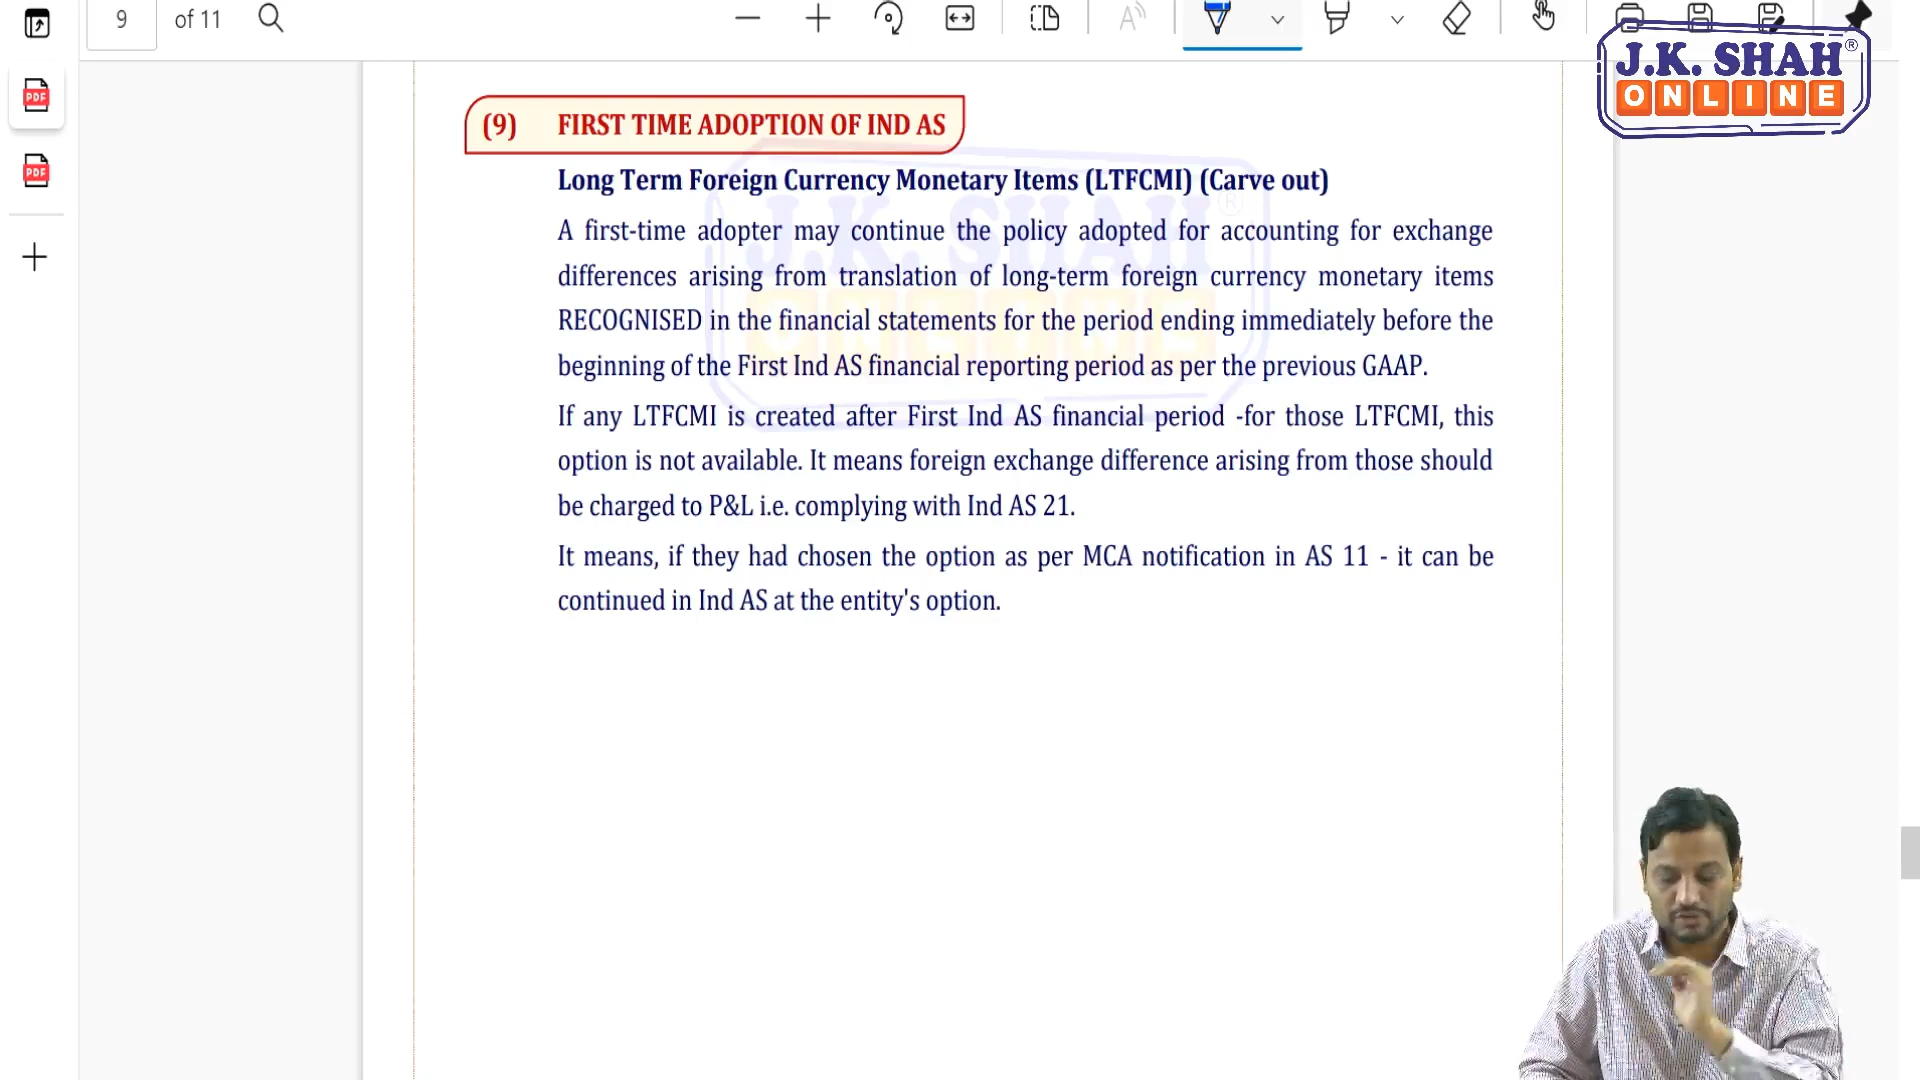 9 of 11
J.K. SHAH®
ONLINE
PDF
PDF
(9) FIRST TIME ADOPTION OF IND AS
Long Term Foreign Currency Monetary Items (LTFCMI) (Carve out)
A first-time adopter may continue the policy adopted for accounting for exchange
differences arising from translation of long-term foreign currency monetary items
RECOGNISED in the financial statements for the period ending immediately before the
beginning of the First Ind AS financial reporting period as per the previous GAAP.
If any LTFCMI is created after First Ind AS financial period -for those LTFCMI, this
option is not available. It means foreign exchange difference arising from those should
be charged to P&L i.e. complying with Ind AS 21.
It means, if they had chosen the option as per MCA notification in AS 11 - it can be
continued in Ind AS at the entity's option.
J.K. SHAH®
ONLINE